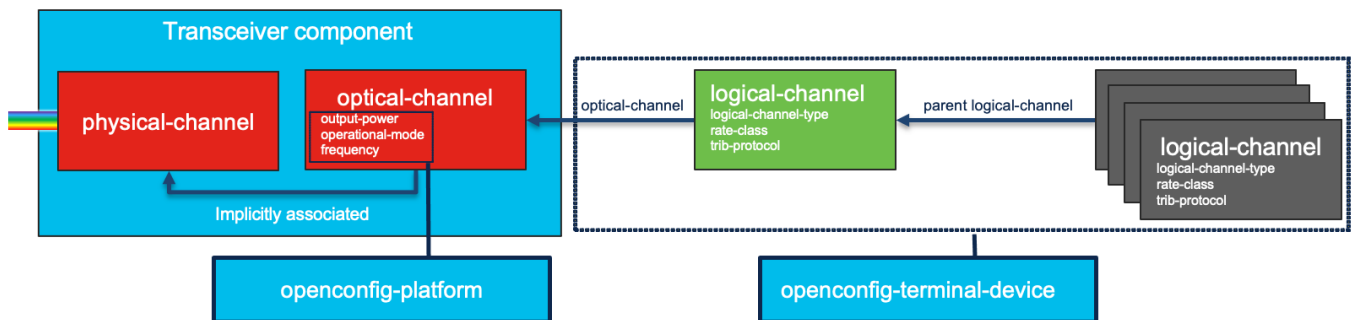 Transceiver component
physical-channel
optical-channel
output-power
operational-mode
frequency
Implicitly associated
optical-channel
logical-channel
logical-channel-type
rate-class
trib-protocol
parent logical-channel
logical-channel
logical-channel-type
rate-class
trib-protocol
openconfig-platform
openconfig-terminal-device